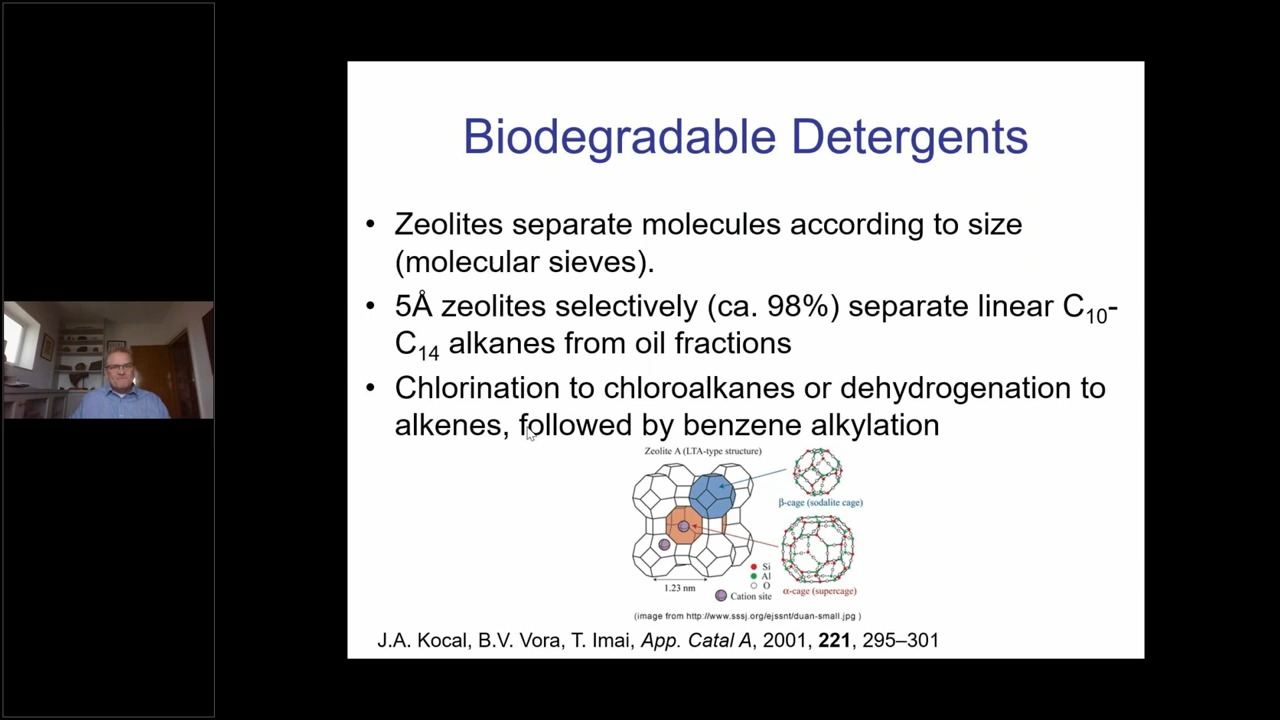 Biodegradable Detergents
• Zeolites separate molecules according to size
(molecular sieves).
• 5Å zeolites selectively (ca. 98%) separate linear C₁₀-
C₁₄ alkanes from oil fractions
• Chlorination to chloroalkanes or dehydrogenation to
alkenes, followed by benzene alkylation
Zeolite A (LTA-type structure)
β-cage (sodalite cage)
Si
Al
O
1.23 nm
Cation site
α-cage (supercage)
(image from http://www.sssj.org/ejssnt/duan-small.jpg )
J.A. Kocal, B.V. Vora, T. Imai, App. Catal A, 2001, 221, 295–301